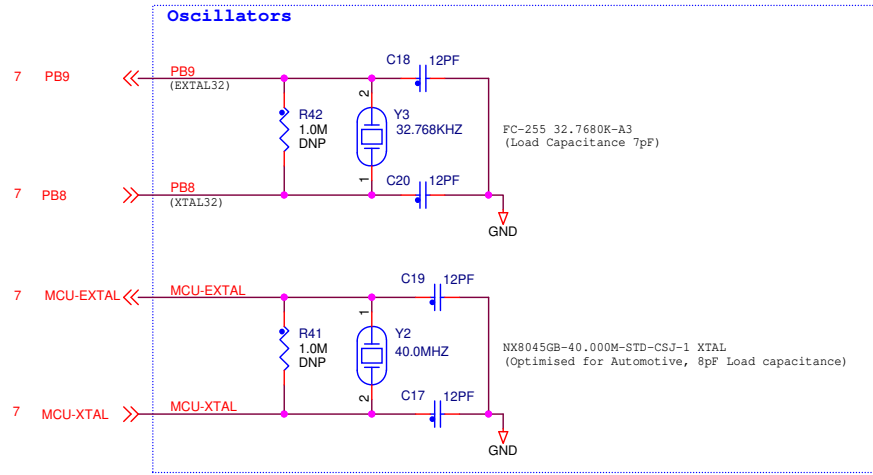 Oscillators
C18 12PF
7 PB9 PB9
(EXTAL32)
2
R42
1.0M
DNP
Y3
32.768KHZ
FC-255 32.7680K-A3
(Load Capacitance 7pF)
1
C20 12PF
7 PB8 PB8
(XTAL32)
GND
C19 12PF
7 MCU-EXTAL MCU-EXTAL
1
R41
1.0M
DNP
Y2
40.0MHZ
NX8045GB-40.000M-STD-CSJ-1 XTAL
(Optimised for Automotive, 8pF Load capacitance)
2
C17 12PF
7 MCU-XTAL MCU-XTAL
GND